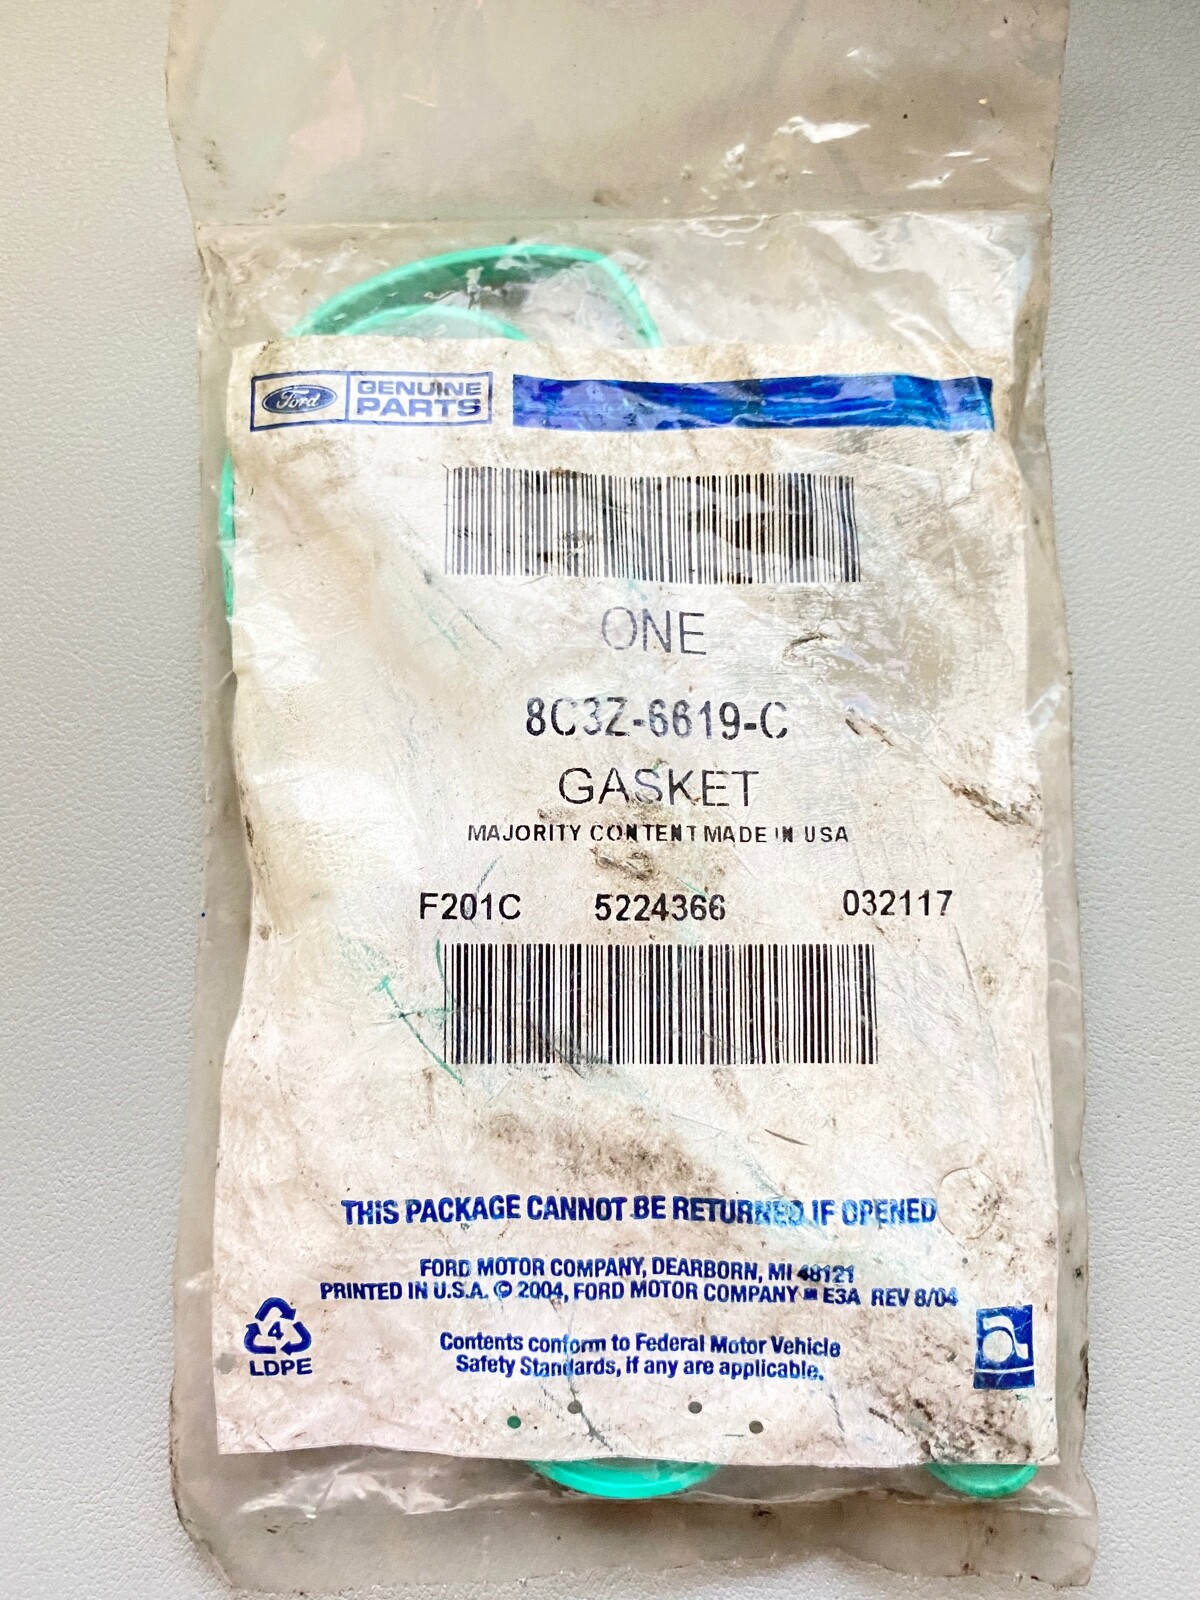 Ford GENUINE PARTS
ONE
8C3Z-6619-C
GASKET
MAJORITY CONTENT MADE IN USA
F201C 5224366 032117
THIS PACKAGE CANNOT BE RETURNED IF OPENED
FORD MOTOR COMPANY, DEARBORN, MI 48121
PRINTED IN U.S.A. © 2004, FORD MOTOR COMPANY E3A REV 8/04
4
LDPE
Contents conform to Federal Motor Vehicle
Safety Standards, if any are applicable.